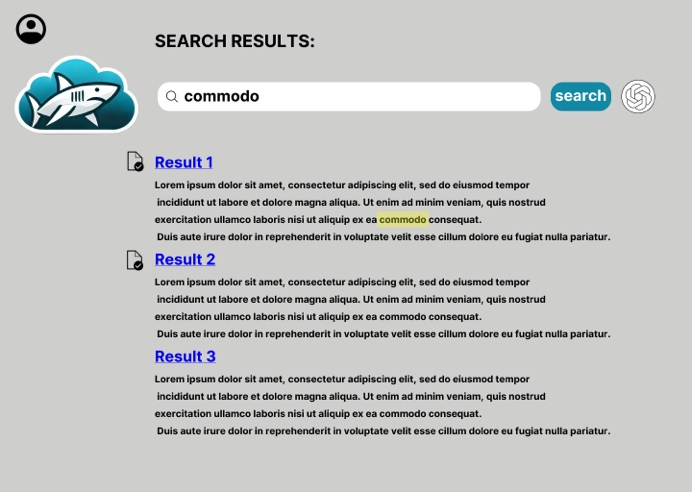 SEARCH RESULTS:
commodo
search
Result 1
Lorem ipsum dolor sit amet, consectetur adipiscing elit, sed do eiusmod tempor
incididunt ut labore et dolore magna aliqua. Ut enim ad minim veniam, quis nostrud
exercitation ullamco laboris nisi ut aliquip ex ea commodo consequat.
Duis aute irure dolor in reprehenderit in voluptate velit esse cillum dolore eu fugiat nulla pariatur.
Result 2
Lorem ipsum dolor sit amet, consectetur adipiscing elit, sed do eiusmod tempor
incididunt ut labore et dolore magna aliqua. Ut enim ad minim veniam, quis nostrud
exercitation ullamco laboris nisi ut aliquip ex ea commodo consequat.
Duis aute irure dolor in reprehenderit in voluptate velit esse cillum dolore eu fugiat nulla pariatur.
Result 3
Lorem ipsum dolor sit amet, consectetur adipiscing elit, sed do eiusmod tempor
incididunt ut labore et dolore magna aliqua. Ut enim ad minim veniam, quis nostrud
exercitation ullamco laboris nisi ut aliquip ex ea commodo consequat.
Duis aute irure dolor in reprehenderit in voluptate velit esse cillum dolore eu fugiat nulla pariatur.